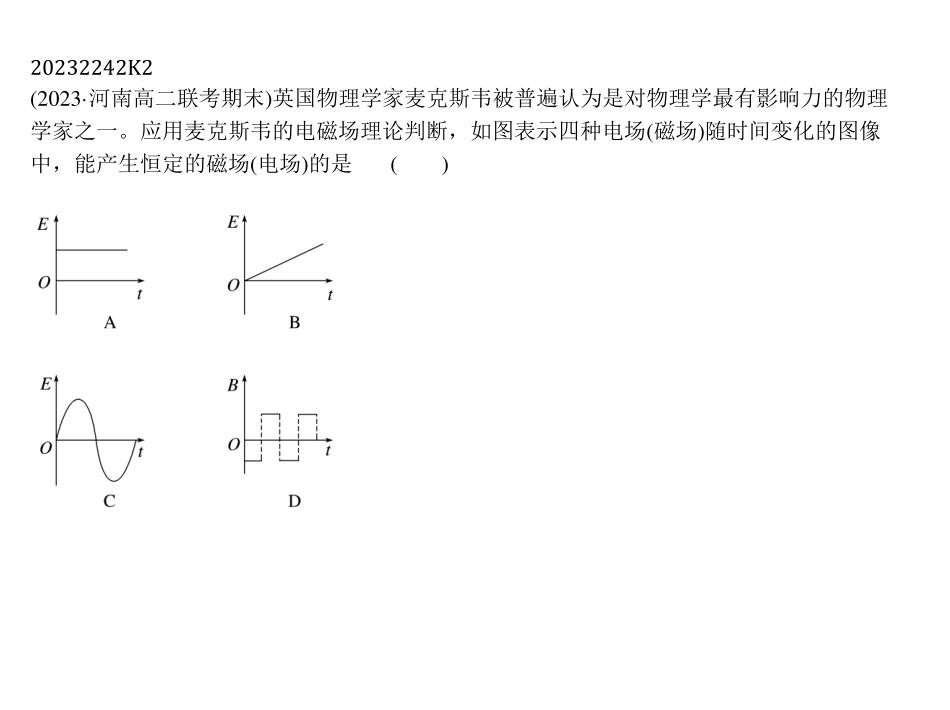 20232242K2
(2023·河南高二联考期末)英国物理学家麦克斯韦被普遍认为是对物理学最有影响力的物理
学家之一。应用麦克斯韦的电磁场理论判断，如图表示四种电场(磁场)随时间变化的图像
中，能产生恒定的磁场(电场)的是 ( )
E
O
t
A
E
O
t
B
E
O
t
C
B
O
t
D